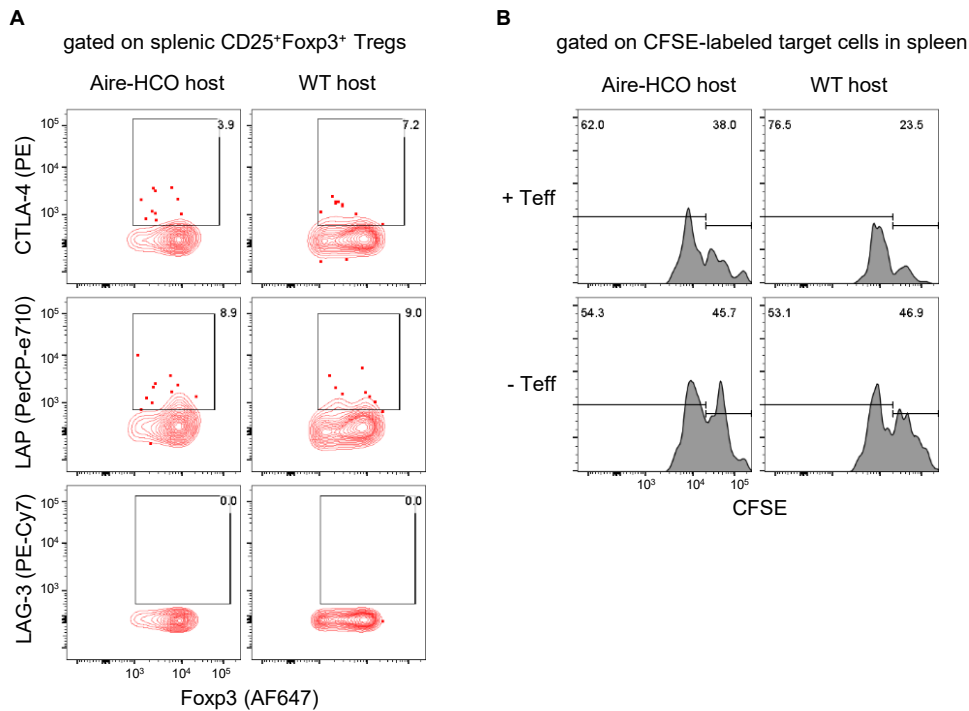 A
gated on splenic CD25⁺Foxp3⁺ Tregs
Aire-HCO host
WT host
CTLA-4 (PE)
10⁵
10⁴
10³
3.9
7.2
LAP (PerCP-e710)
10⁵
10⁴
10³
8.9
9.0
LAG-3 (PE-Cy7)
10⁵
10⁴
10³
0.0
0.0
10³ 10⁴ 10⁵
Foxp3 (AF647)
B
gated on CFSE-labeled target cells in spleen
Aire-HCO host
WT host
+ Teff
62.0 38.0
76.5 23.5
- Teff
54.3 45.7
53.1 46.9
10³ 10⁴ 10⁵
CFSE